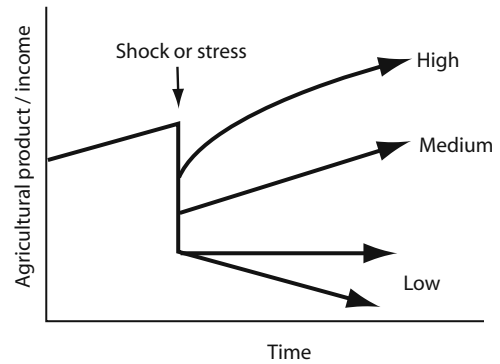 Shock or stress
High
Medium
Low
Agricultural product / income
Time